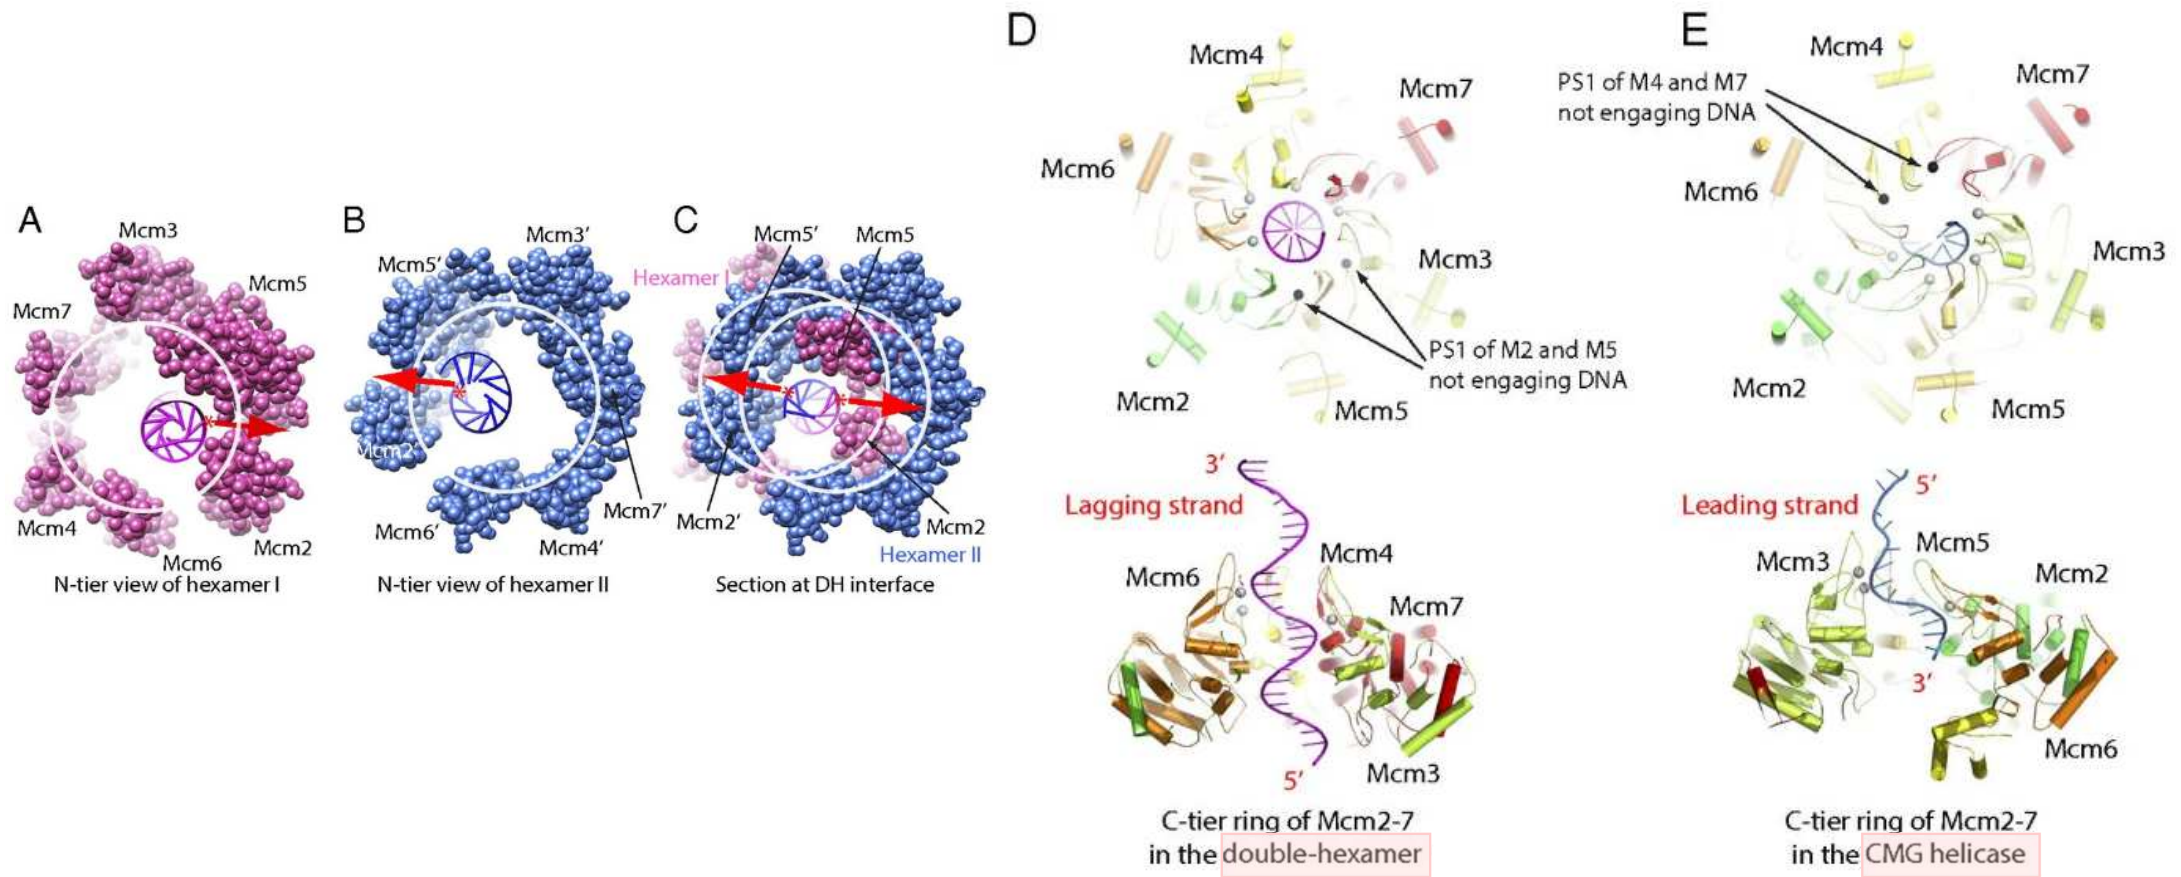 A
Mcm3
Mcm5
Mcm7
Mcm4
Mcm6
Mcm2
N-tier view of hexamer I
B
Mcm3′
Mcm5′
Mcm2′
Mcm6′
Mcm4′
Mcm7′
N-tier view of hexamer II
C
Mcm5′
Mcm5
Hexamer I
Mcm2′
Mcm2
Hexamer II
Section at DH interface
D
Mcm4
Mcm7
Mcm6
Mcm3
PS1 of M2 and M5
not engaging DNA
Mcm2
Mcm5
3′
Lagging strand
Mcm4
Mcm6
Mcm7
Mcm3
5′
C-tier ring of Mcm2-7
in the double-hexamer
E
Mcm4
PS1 of M4 and M7
not engaging DNA
Mcm7
Mcm6
Mcm3
Mcm2
Mcm5
5′
Leading strand
Mcm3
Mcm5
Mcm2
3′
Mcm6
C-tier ring of Mcm2-7
in the CMG helicase